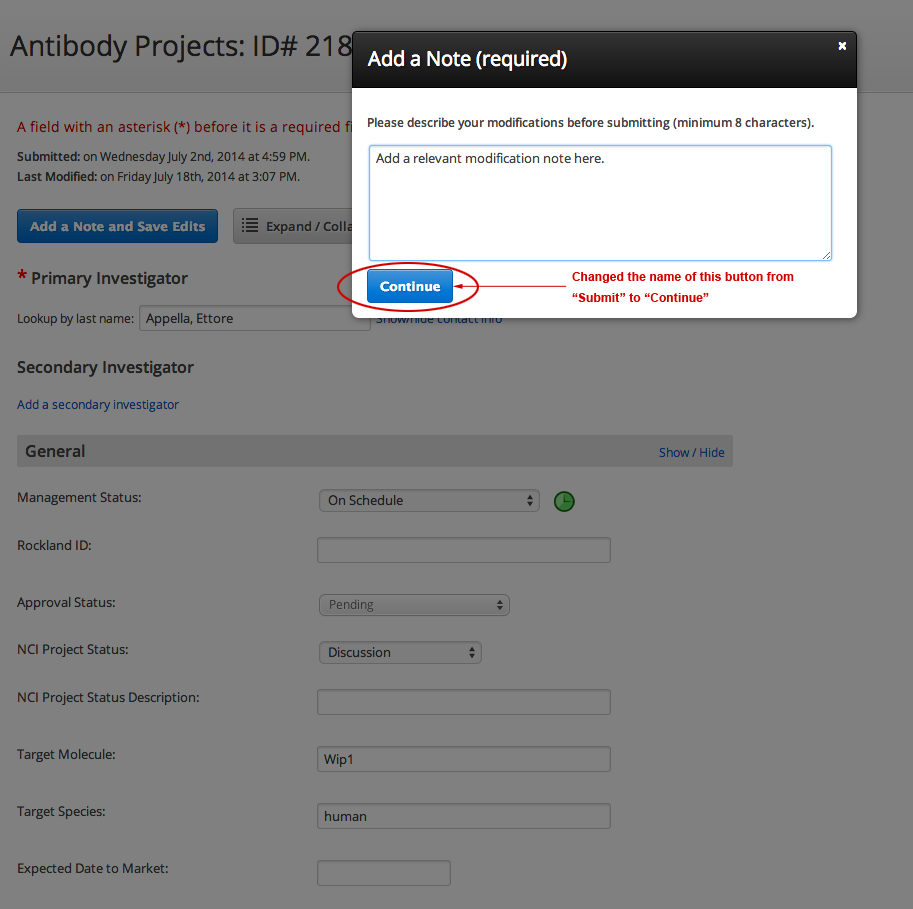 Antibody Projects: ID# 218
Add a Note (required)
Please describe your modifications before submitting (minimum 8 characters).
Add a relevant modification note here.
Continue
Changed the name of this button from
“Submit” to “Continue”
A field with an asterisk (*) before it is a required
Submitted: on Wednesday July 2nd, 2014 at 4:59 PM.
Last Modified: on Friday July 18th, 2014 at 3:07 PM.
Add a Note and Save Edits
Expand / Colla
* Primary Investigator
Lookup by last name: Appella, Ettore Show/hide contact info
Secondary Investigator
Add a secondary investigator
General Show / Hide
Management Status: On Schedule
Rockland ID:
Approval Status: Pending
NCI Project Status: Discussion
NCI Project Status Description:
Target Molecule: Wip1
Target Species: human
Expected Date to Market: